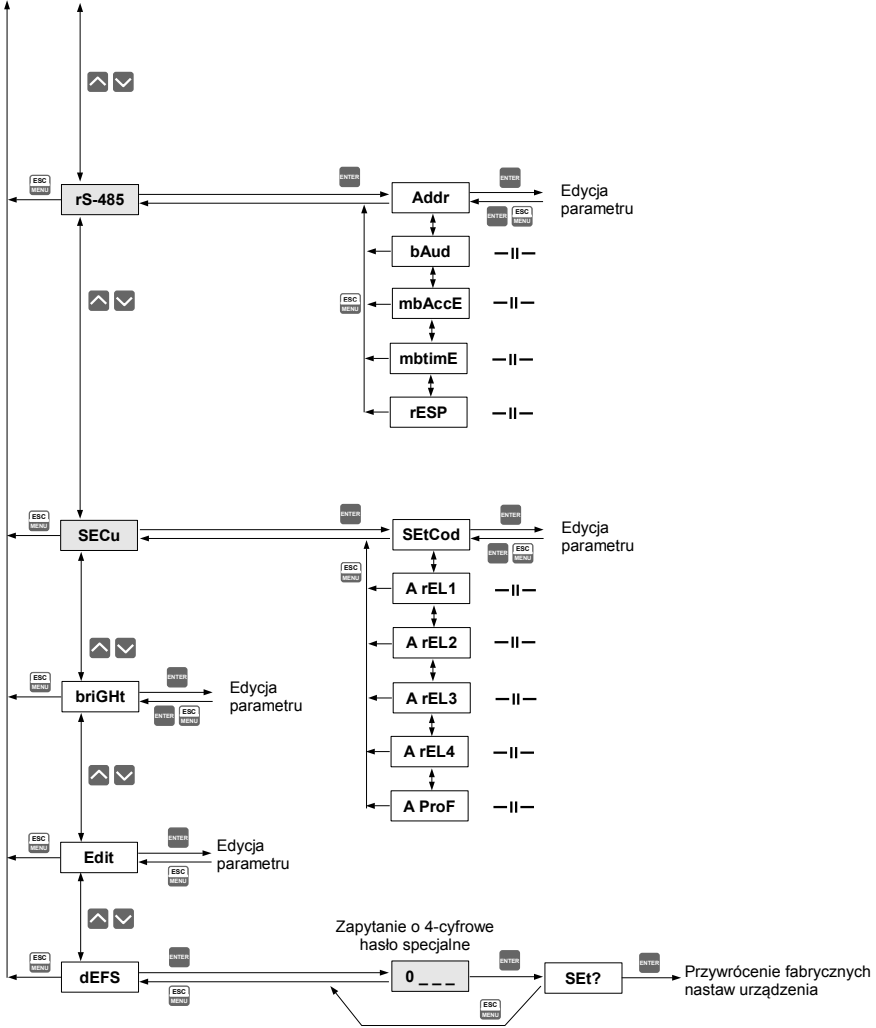 ESC
MENU
rS-485
ENTER
Addr
ENTER
ENTER
ESC
MENU
Edycja
parametru
bAud
—II—
ESC
MENU
mbAccE
—II—
mbtimE
—II—
rESP
—II—
ESC
MENU
SECu
ENTER
SEtCod
ENTER
ENTER
ESC
MENU
Edycja
parametru
ESC
MENU
A rEL1
—II—
A rEL2
—II—
ESC
MENU
briGHt
ENTER
ENTER
ESC
MENU
Edycja
parametru
A rEL3
—II—
A rEL4
—II—
A ProF
—II—
ESC
MENU
Edit
ENTER
ESC
MENU
Edycja
parametru
Zapytanie o 4-cyfrowe
hasło specjalne
ESC
MENU
dEFS
ENTER
ESC
MENU
0 _ _ _
ENTER
ESC
MENU
SEt?
ENTER
Przywrócenie fabrycznych
nastaw urządzenia